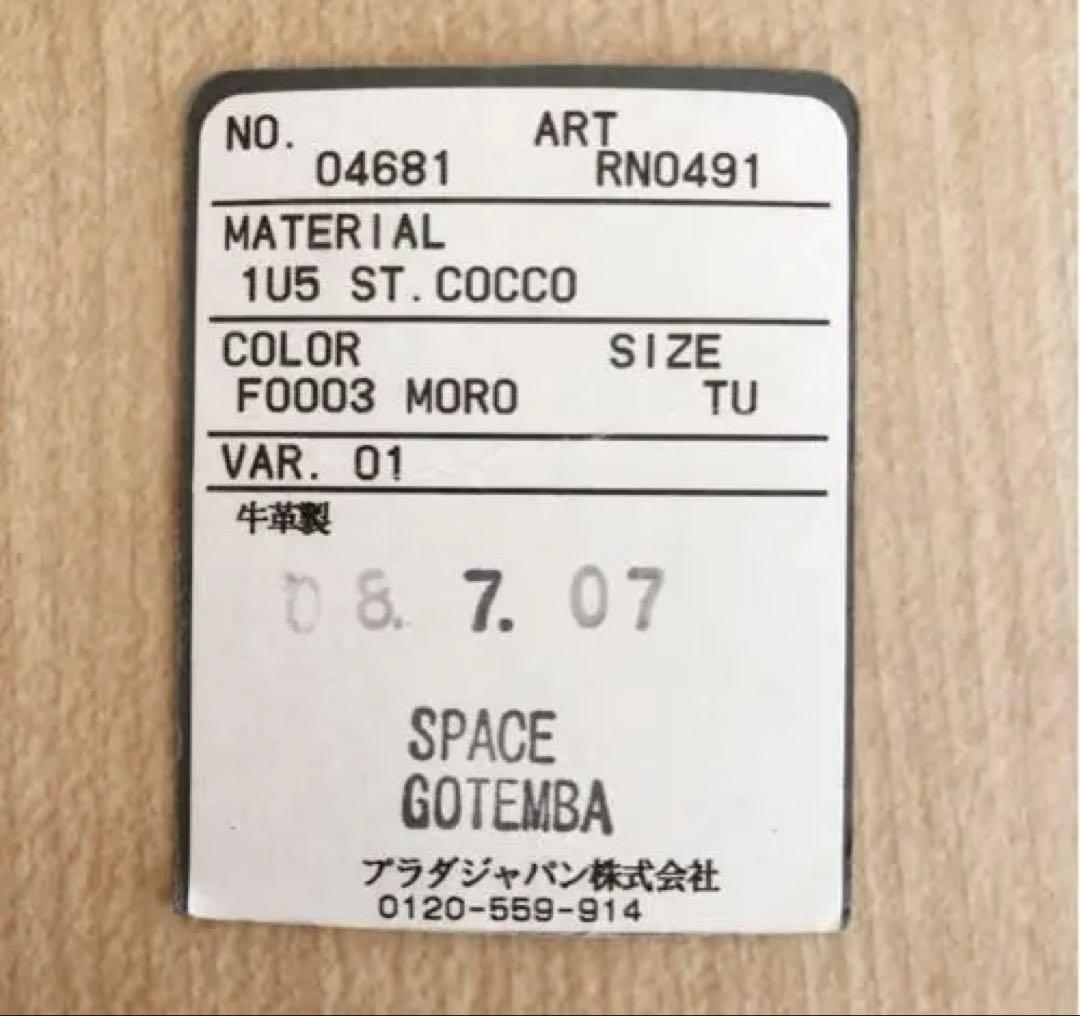 NO. ART
04681 RN0491
MATERIAL
1U5 ST.COCCO
COLOR SIZE
F0003 MORO TU
VAR. 01
牛革製
08. 7. 07
SPACE
GOTEMBA
プラダジャパン株式会社
0120-559-914